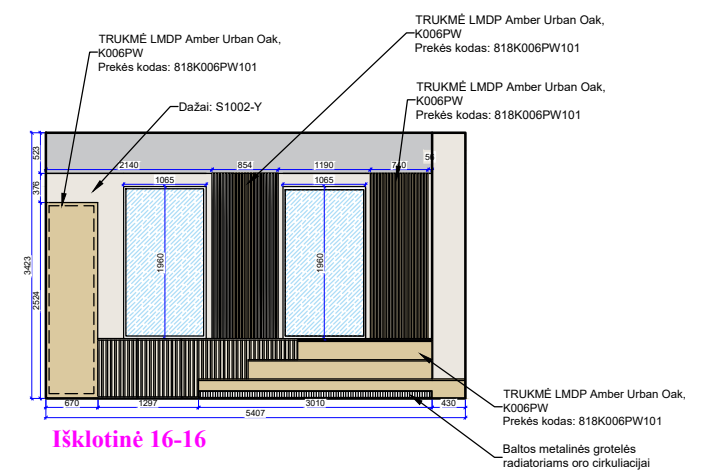 TRUKMĖ LMDP Amber Urban Oak,
K006PW
Prekės kodas: 818K006PW101
TRUKMĖ LMDP Amber Urban Oak,
K006PW
Prekės kodas: 818K006PW101
TRUKMĖ LMDP Amber Urban Oak,
K006PW
Prekės kodas: 818K006PW101
Dažai: S1002-Y
523
2140
854
1190
740
56
376
1065
1065
3423
2524
1960
1960
670
1297
3010
430
5407
TRUKMĖ LMDP Amber Urban Oak,
K006PW
Prekės kodas: 818K006PW101
Išklotinė 16-16
Baltos metalinės grotelės
radiatoriams oro cirkuliacijai